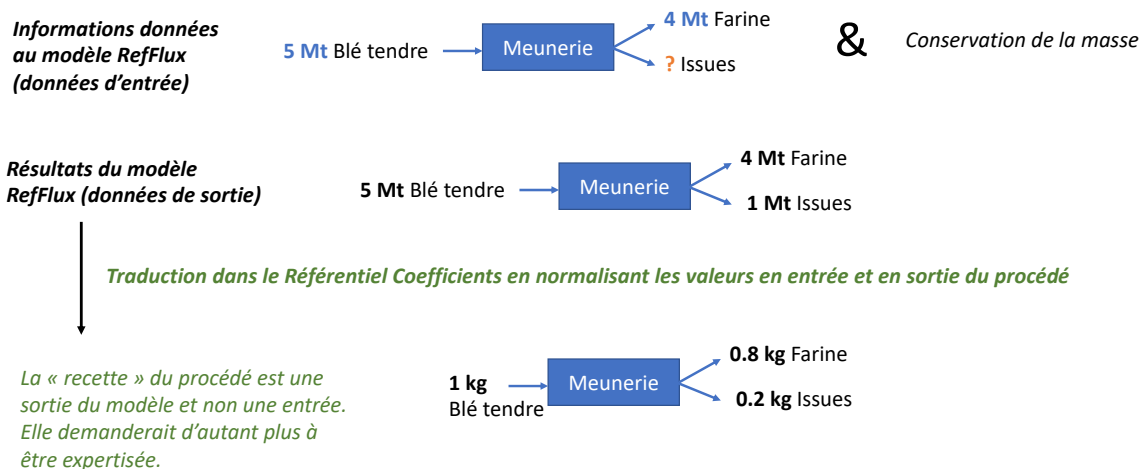 Informations données
au modèle RefFlux
(données d'entrée)
5 Mt Blé tendre
Meunerie
4 Mt Farine
? Issues
&
Conservation de la masse
Résultats du modèle
RefFlux (données de sortie)
5 Mt Blé tendre
Meunerie
4 Mt Farine
1 Mt Issues
Traduction dans le Référentiel Coefficients en normalisant les valeurs en entrée et en sortie du procédé
La « recette » du procédé est une
sortie du modèle et non une entrée.
Elle demanderait d'autant plus à
être expertisée.
1 kg
Blé tendre
Meunerie
0.8 kg Farine
0.2 kg Issues